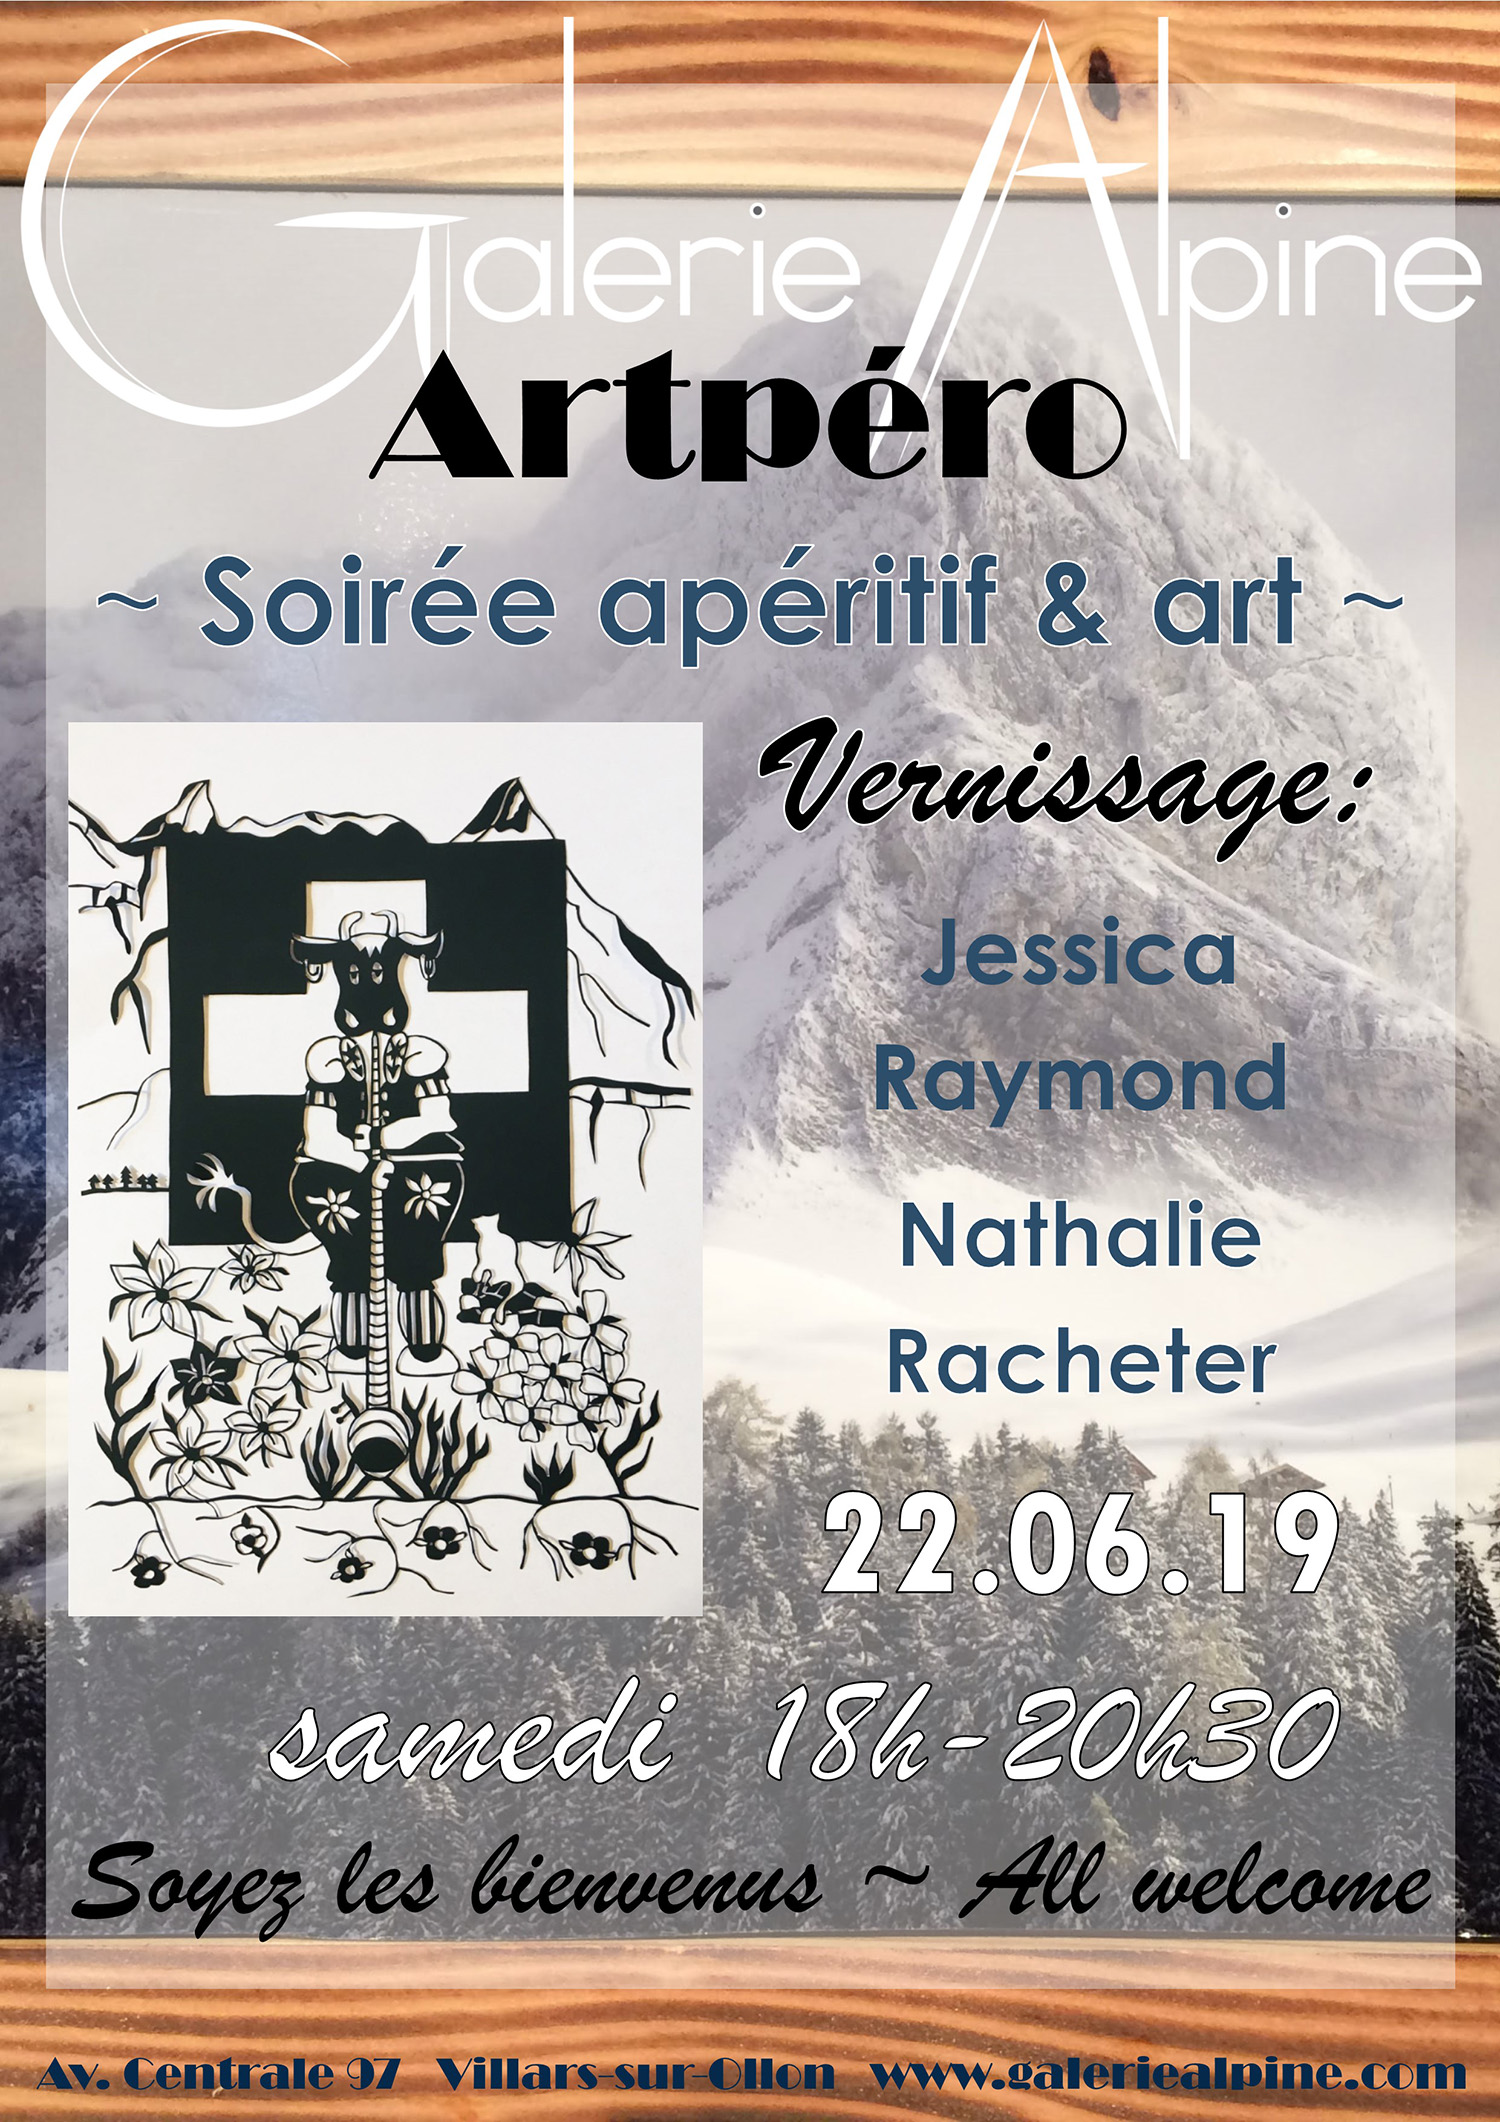 Galerie Alpine
Artpéro
~ Soirée apéritif & art ~
Vernissage:
Jessica
Raymond
Nathalie
Racheter
22.06.19
samedi 18h-20h30
Soyez les bienvenus ~ All welcome
Av. Centrale 97 Villars-sur-Ollon www.galeriealpine.com